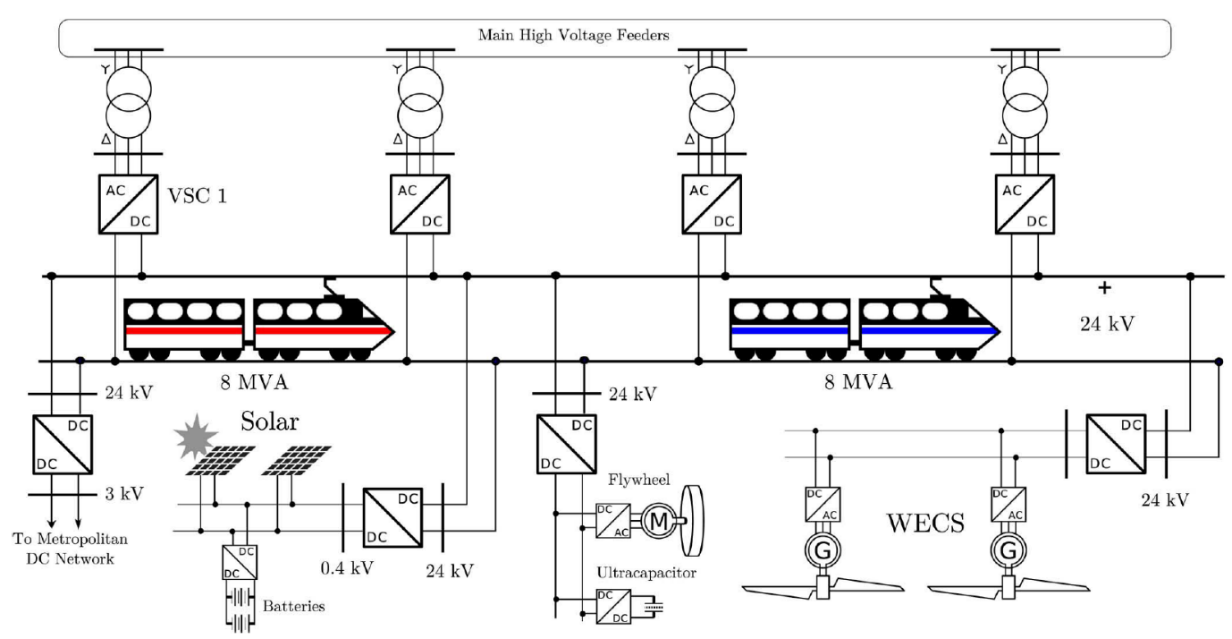 Main High Voltage Feeders
Y
Y
Y
Y
Δ
Δ
Δ
Δ
AC
DC
VSC 1
AC
DC
AC
DC
AC
DC
+
24 kV
8 MVA
8 MVA
24 kV
DC
DC
3 kV
To Metropolitan
DC Network
Solar
DC
DC
0.4 kV
24 kV
DC
DC
Batteries
24 kV
DC
DC
Flywheel
DC
AC
M
Ultracapacitor
DC
DC
DC
DC
24 kV
WECS
DC
AC
G
DC
AC
G